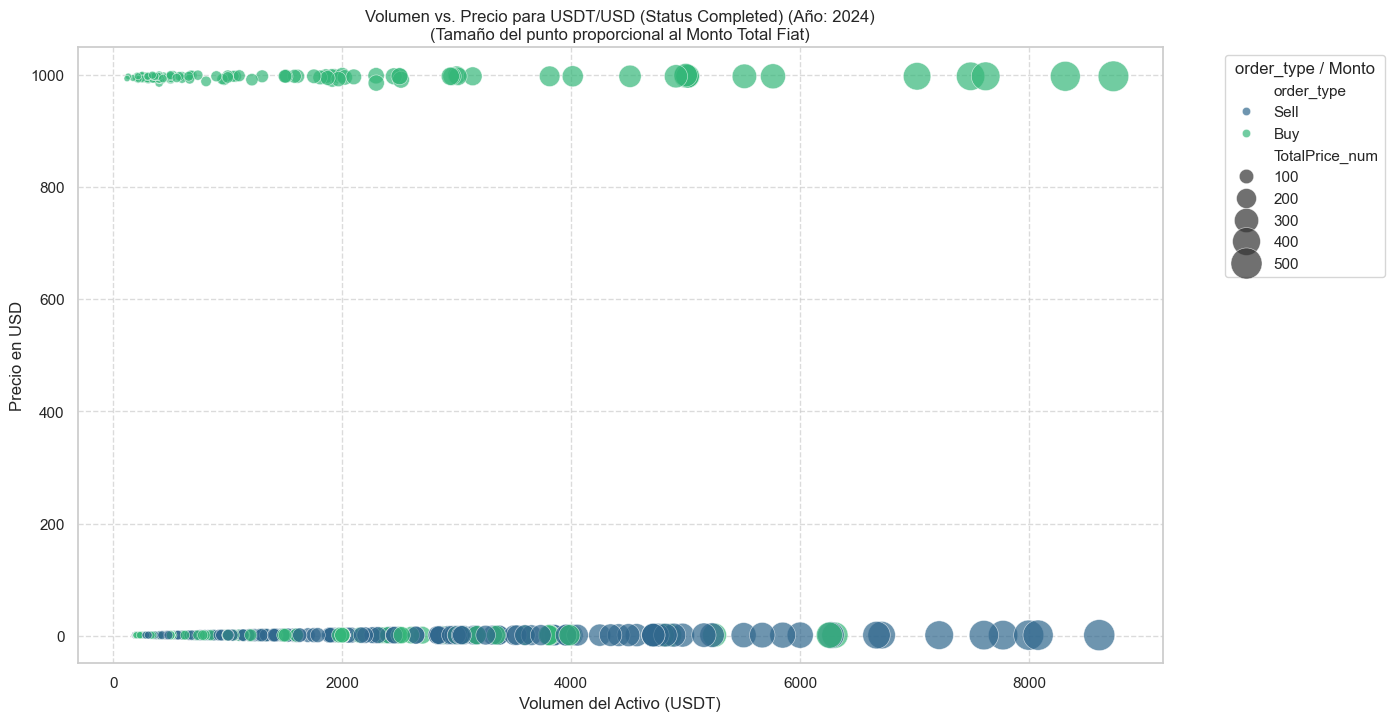 Volumen vs. Precio para USDT/USD (Status Completed) (Año: 2024)
(Tamaño del punto proporcional al Monto Total Fiat)
1000
800
600
400
200
0
Precio en USD
0
2000
4000
6000
8000
Volumen del Activo (USDT)
order_type / Monto
order_type
Sell
Buy
TotalPrice_num
100
200
300
400
500